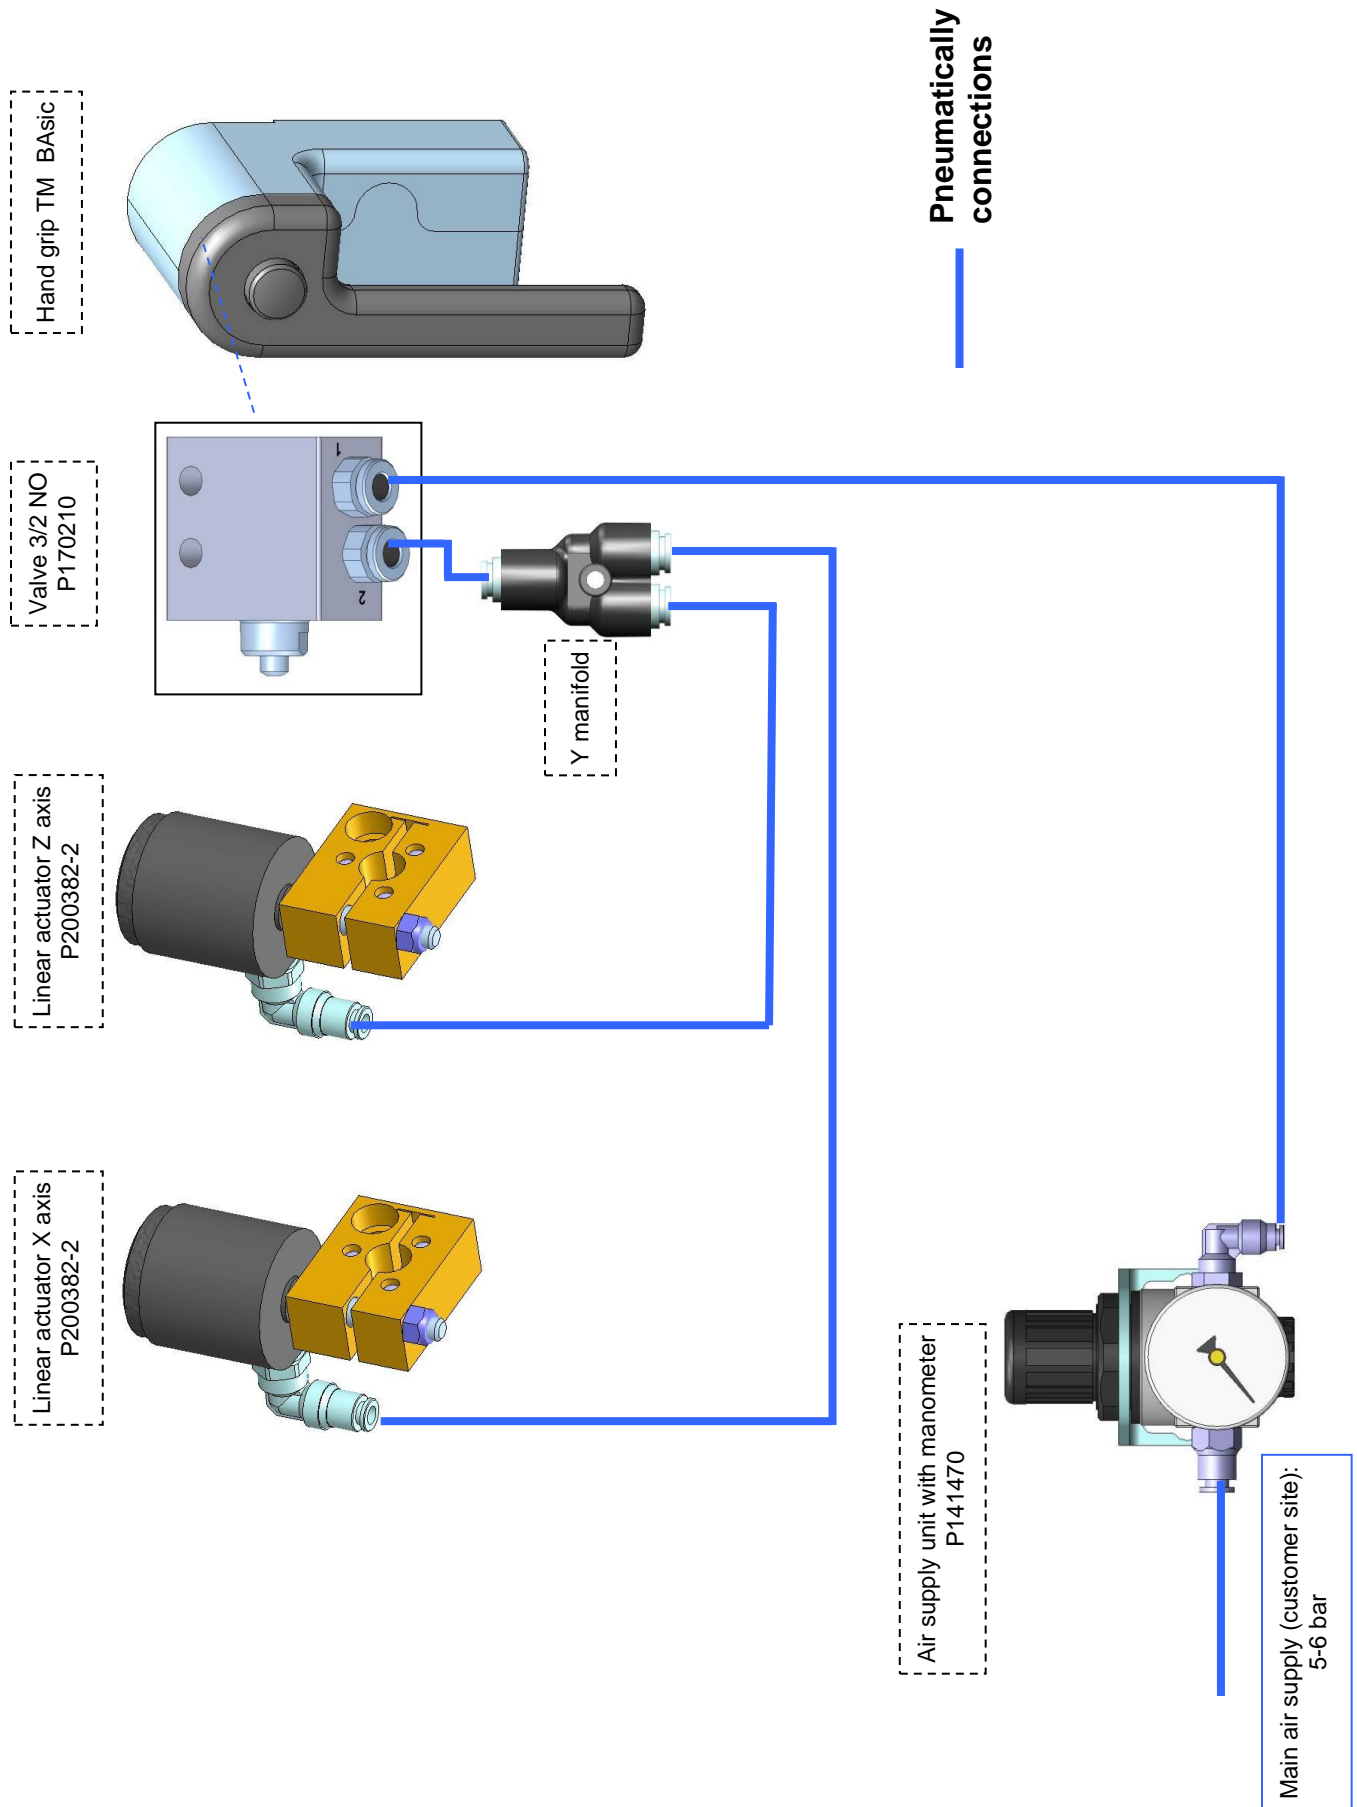 Linear actuator X axis
P200382-2
Linear actuator Z axis
P200382-2
Valve 3/2 NO
P170210
Hand grip TM BAsic
2
1
Y manifold
Air supply unit with manometer
P141470
Main air supply (customer site):
5-6 bar
Pneumatically
connections